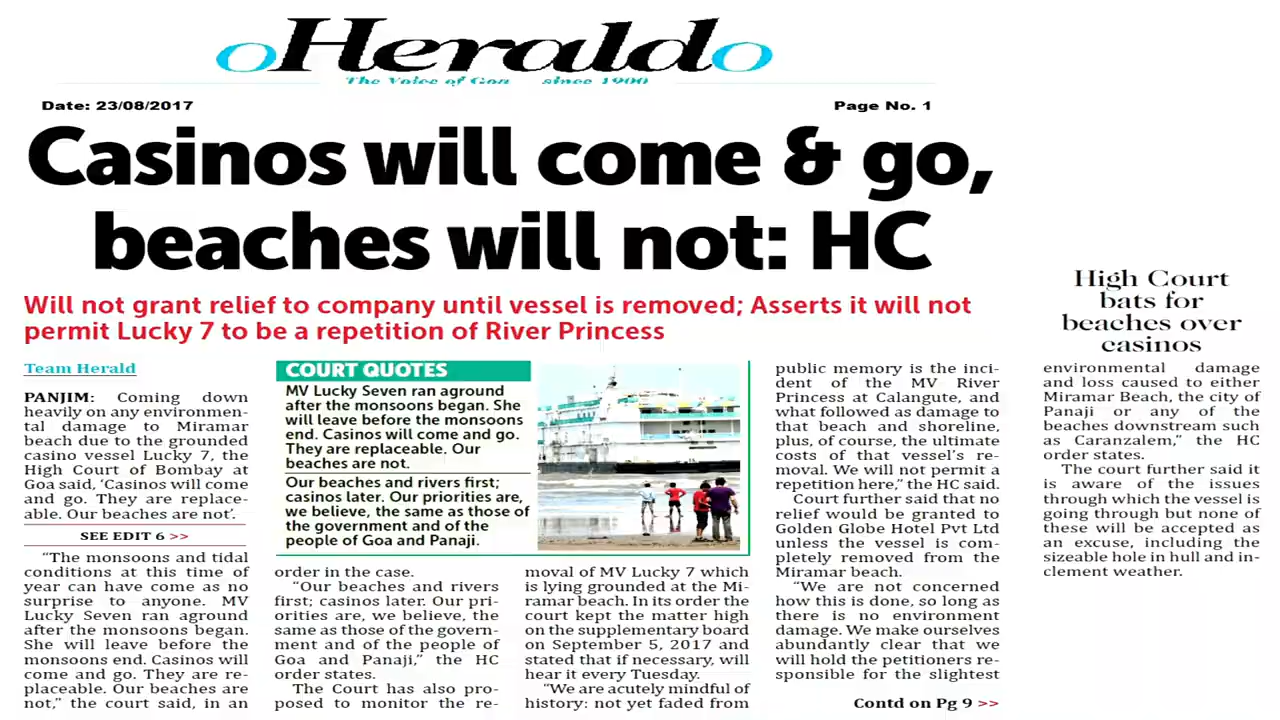 oHeraldo
The Voice of Goa since 1900
Date: 23/08/2017
Page No. 1
Casinos will come & go,
beaches will not: HC
Will not grant relief to company until vessel is removed; Asserts it will not
permit Lucky 7 to be a repetition of River Princess
Team Herald
PANJIM: Coming down
heavily on any environmen-
tal damage to Miramar
beach due to the grounded
casino vessel Lucky 7, the
High Court of Bombay at
Goa said, ‘Casinos will come
and go. They are replace-
able. Our beaches are not’.
SEE EDIT 6 >>
“The monsoons and tidal
conditions at this time of
year can have come as no
surprise to anyone. MV
Lucky Seven ran aground
after the monsoons began.
She will leave before the
monsoons end. Casinos will
come and go. They are re-
placeable. Our beaches are
not,” the court said, in an
COURT QUOTES
MV Lucky Seven ran aground
after the monsoons began. She
will leave before the monsoons
end. Casinos will come and go.
They are replaceable. Our
beaches are not.
Our beaches and rivers first;
casinos later. Our priorities are,
we believe, the same as those of
the government and of the
people of Goa and Panaji.
order in the case.
“Our beaches and rivers
first; casinos later. Our pri-
orities are, we believe, the
same as those of the govern-
ment and of the people of
Goa and Panaji,” the HC
order states.
The Court has also pro-
posed to monitor the re-
moval of MV Lucky 7 which
is lying grounded at the Mi-
ramar beach. In its order the
court kept the matter high
on the supplementary board
on September 5, 2017 and
stated that if necessary, will
hear it every Tuesday.
“We are acutely mindful of
history: not yet faded from
public memory is the inci-
dent of the MV River
Princess at Calangute, and
what followed as damage to
that beach and shoreline,
plus, of course, the ultimate
costs of that vessel’s re-
moval. We will not permit a
repetition here,” the HC said.
Court further said that no
relief would be granted to
Golden Globe Hotel Pvt Ltd
unless the vessel is com-
pletely removed from the
Miramar beach.
“We are not concerned
how this is done, so long as
there is no environment
damage. We make ourselves
abundantly clear that we
will hold the petitioners re-
sponsible for the slightest
Contd on Pg 9 >>
High Court
bats for
beaches over
casinos
environmental damage
and loss caused to either
Miramar Beach, the city of
Panaji or any of the
beaches downstream such
as Caranzalem,” the HC
order states.
The court further said it
is aware of the issues
through which the vessel is
going through but none of
these will be accepted as
an excuse, including the
sizeable hole in hull and in-
clement weather.